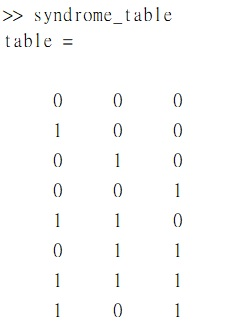 >> syndrome_table
table =
0 0 0
1 0 0
0 1 0
0 0 1
1 1 0
0 1 1
1 1 1
1 0 1